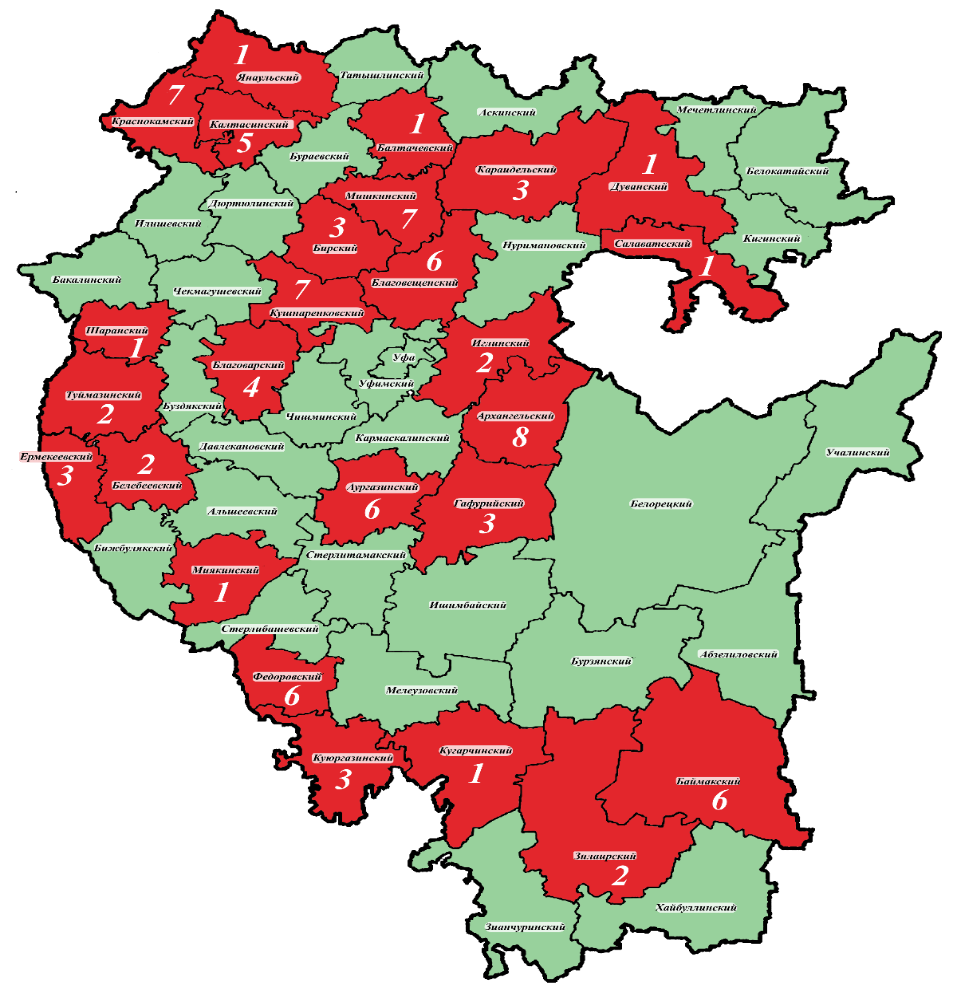 1
Янаульский
Татышлинский
7
Краснокамский
Калтасинский
5
1
Балтачевский
Аскинский
Мечетлинский
Белокатайский
Бураевский
Караидельский
3
1
Дуванский
Мишкинский
7
Дюртюлинский
Илишевский
3
Бирский
Нуримановский
Салаватсский
1
Кигинский
6
Благовещенский
Бакалинский
Чекмагушевский
7
Кушнаренковский
Шаранский
1
Иглинский
2
Благоварский
4
Уфа
Уфимский
Туймазинский
2
Буздякский
Чишминский
Архангельский
8
Кармаскалинский
Давлекановский
Учалинский
Ермекеевский
3
2
Белебеевский
Аургазинский
6
Гафурийский
3
Белорецкий
Альшеевский
Бижбулякский
Стерлитамакский
Миякинский
1
Ишимбайский
Стерлибашевский
Бурзянский
Абзелиловский
Федоровский
6
Мелеузовский
Куюргазинский
3
Кугарчинский
1
Баймакский
6
Зилаирский
2
Хайбуллинский
Зианчуринский